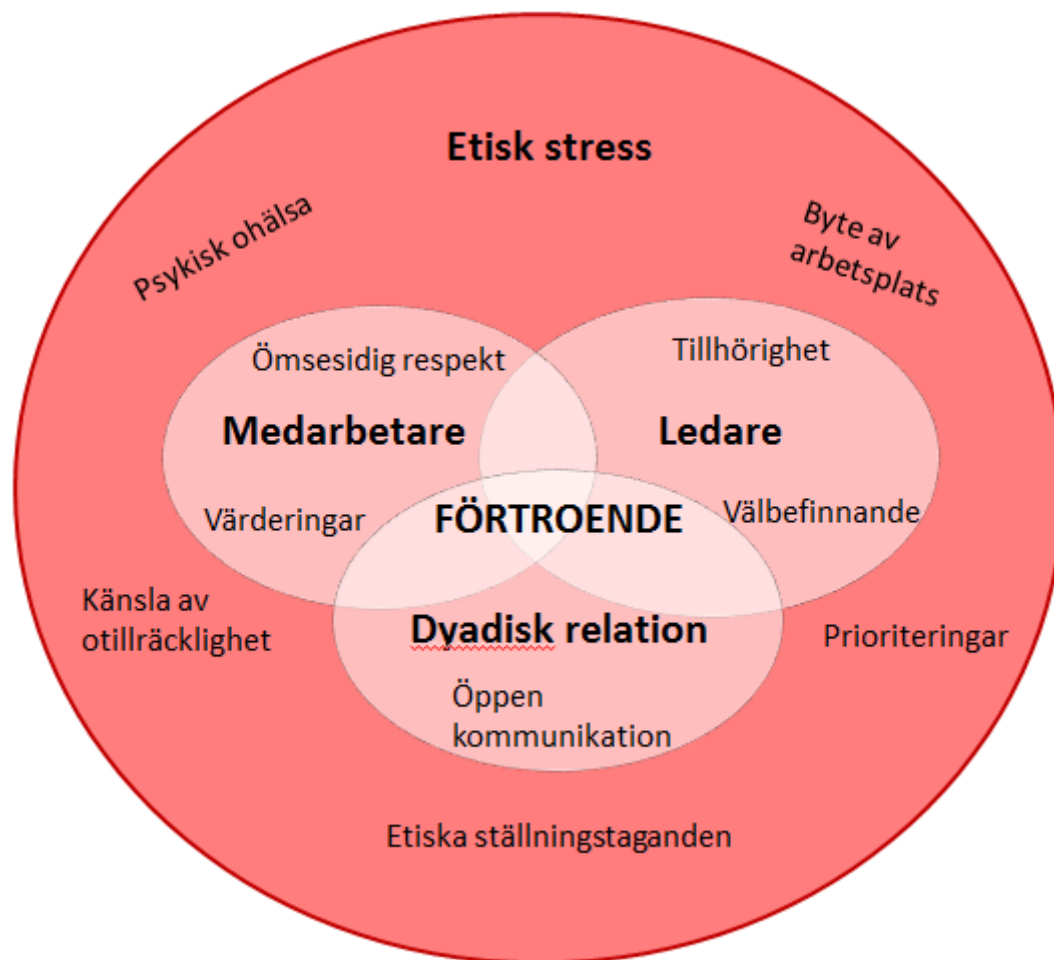 Etisk stress
Psykisk ohälsa
Byte av
arbetsplats
Ömsesidig respekt
Tillhörighet
Medarbetare
Ledare
Värderingar
FÖRTROENDE
Välbefinnande
Känsla av
otillräcklighet
Dyadisk relation
Prioriteringar
Öppen
kommunikation
Etiska ställningstaganden